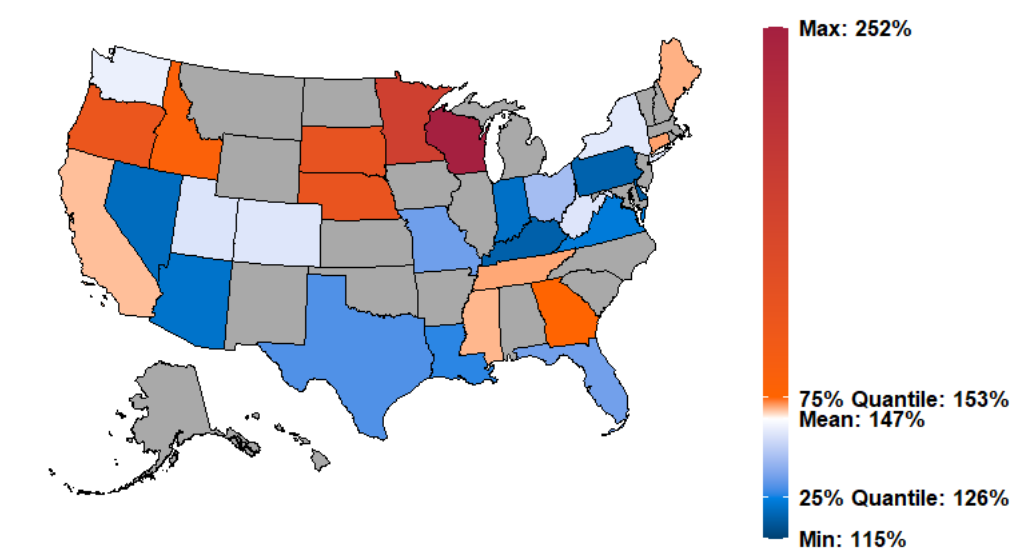 Max: 252%
75% Quantile: 153%
Mean: 147%
25% Quantile: 126%
Min: 115%